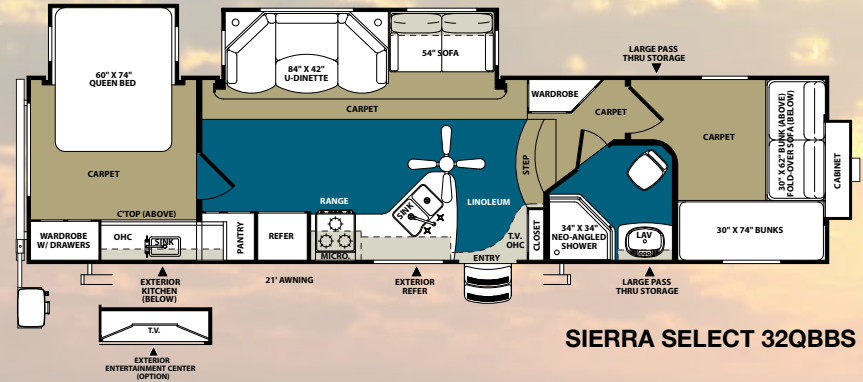 60" X 74"
QUEEN BED
84" X 42"
U-DINETTE
54" SOFA
LARGE PASS
THRU STORAGE
WARDROBE
CARPET
CARPET
CARPET
CARPET
30" X 62" BUNK (ABOVE)
FOLD-OVER SOFA (BELOW)
CABINET
STEP
LINOLEUM
RANGE
SINK
C'TOP (ABOVE)
WARDROBE
W/ DRAWERS
OHC
SINK
PANTRY
REFER
MICRO.
T.V.
OHC
CLOSET
34" X 34"
NEO-ANGLED
SHOWER
LAV
30" X 74" BUNKS
ENTRY
EXTERIOR
KITCHEN
(BELOW)
21' AWNING
EXTERIOR
REFER
LARGE PASS
THRU STORAGE
T.V.
EXTERIOR
ENTERTAINMENT CENTER
(OPTION)
SIERRA SELECT 32QBBS